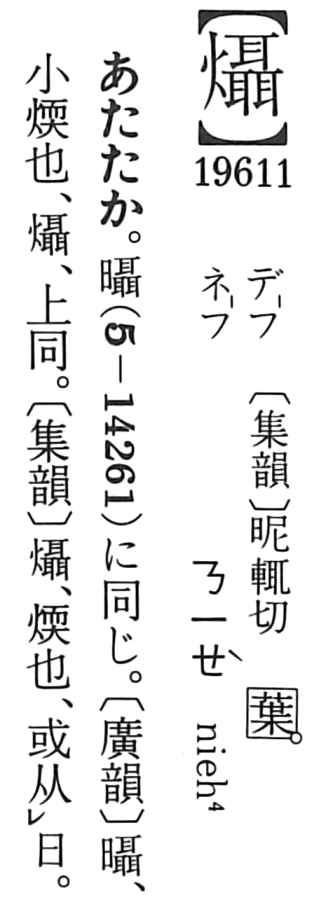 【㸎】
19611
デフ
ネフ
〔集韻〕昵輒切 葉。
ㄋㄧㄝˋ nieh⁴
あたたか。㬤(5—14261)に同じ。〔廣韻〕㬤、
小煗也、㸎、上同。〔集韻〕㸎、煗也、或从㆑日。